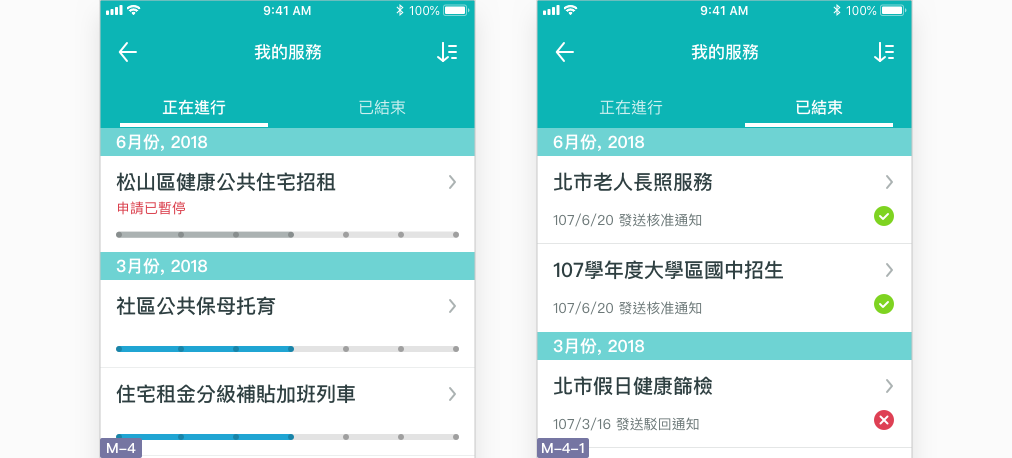 9:41 AM
100%
我的服務
正在進行
已結束
6月份, 2018
松山區健康公共住宅招租
申請已暫停
3月份, 2018
社區公共保母托育
住宅租金分級補貼加班列車
M-4
9:41 AM
100%
我的服務
正在進行
已結束
6月份, 2018
北市老人長照服務
107/6/20 發送核准通知
107學年度大學區國中招生
107/6/20 發送核准通知
3月份, 2018
北市假日健康篩檢
107/3/16 發送駁回通知
M-4-1